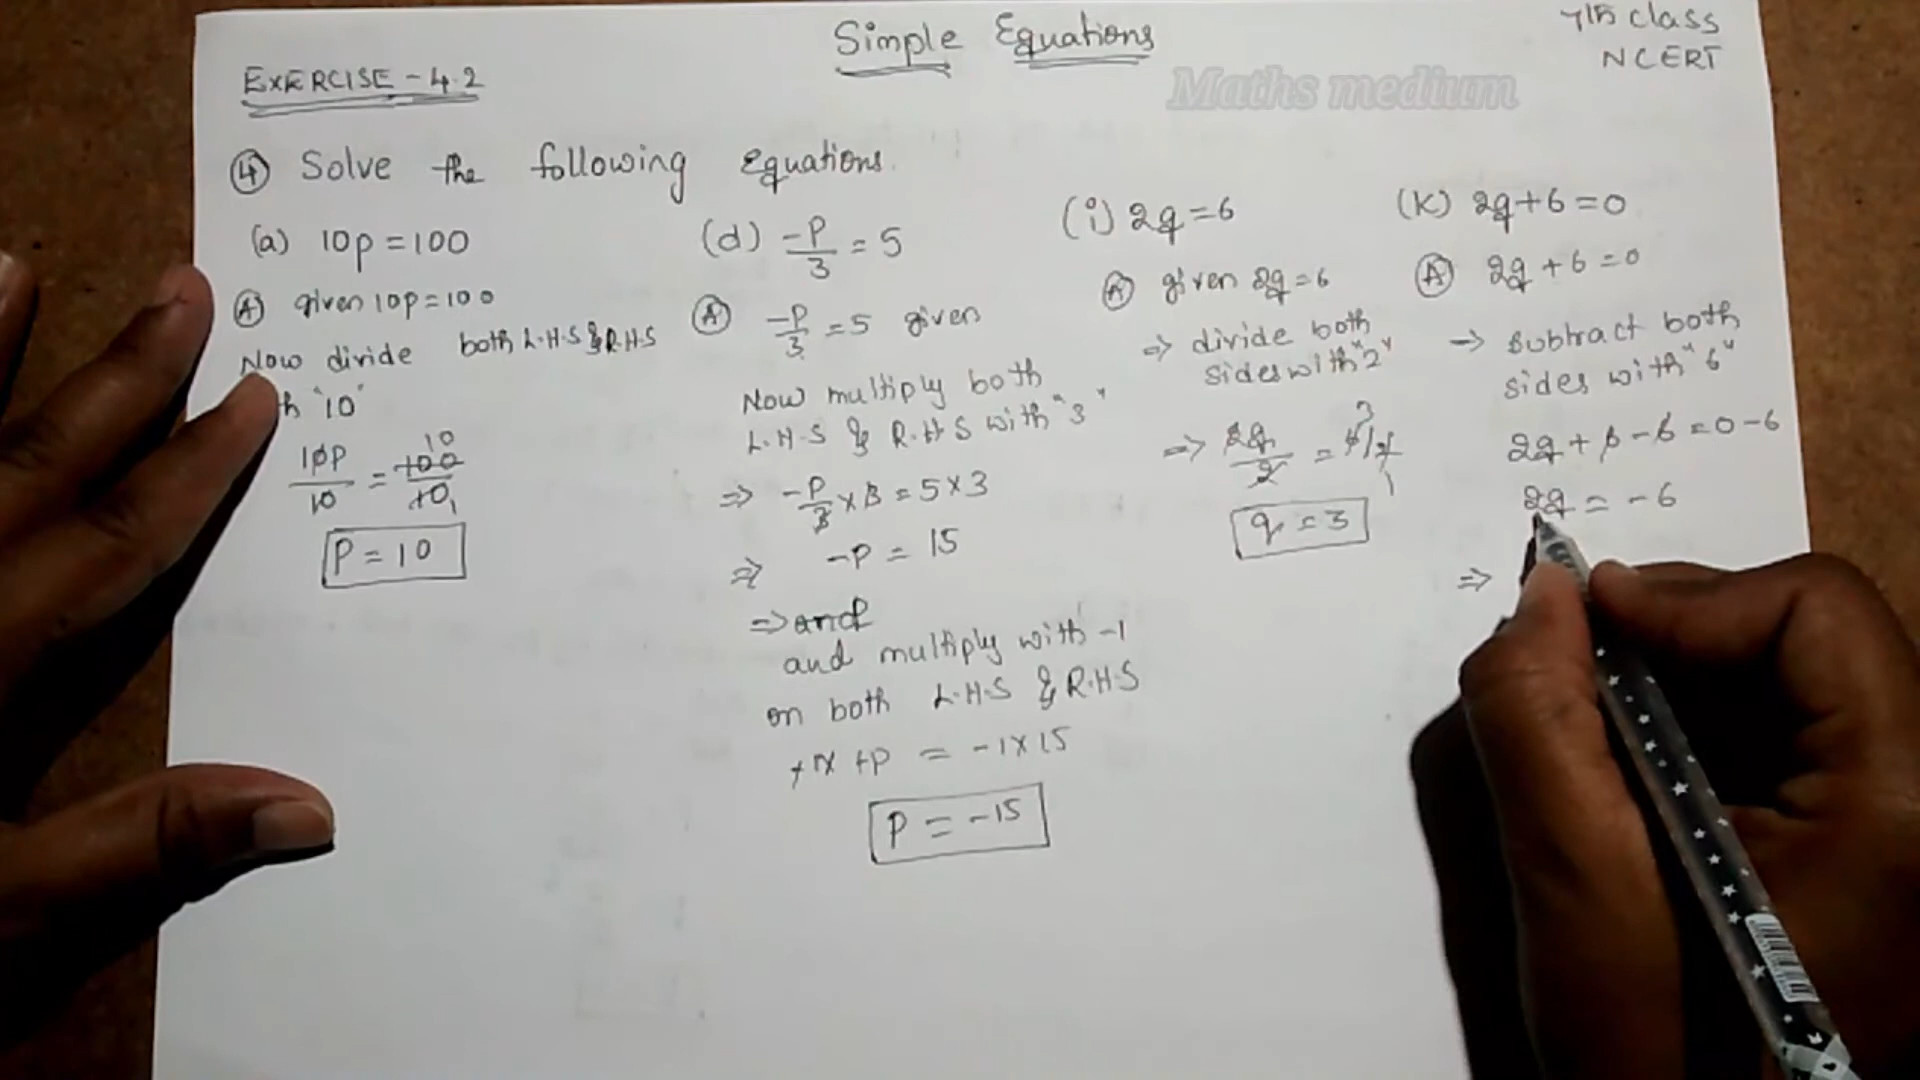 Simple Equations
7th class
NCERT
Maths medium
EXERCISE - 4.2
④ Solve the following equations.
(a) 10p = 100
Ⓐ given 10p = 100
Now divide both L.H.S & R.H.S
"10"
10p/10 = 100/10 10 1
P = 10
(d) -P/3 = 5
Ⓐ -P/3 = 5 given
Now multiply both
L.H.S & R.H.S with "3"
⇒ -P/3 × 3 = 5×3
⇒ -P = 15
⇒ and
and multiply with -1
on both L.H.S & R.H.S
+p = -1×15
P = -15
(i) 2q = 6
Ⓐ given 2q = 6
⇒ divide both
sides with "2"
⇒ 2q/2 = 6/2 3 1
q = 3
(K) 2q+6 = 0
Ⓐ 2q + 6 = 0
→ subtract both
sides with "6"
2q + 6 - 6 = 0 - 6
2q = -6
⇒